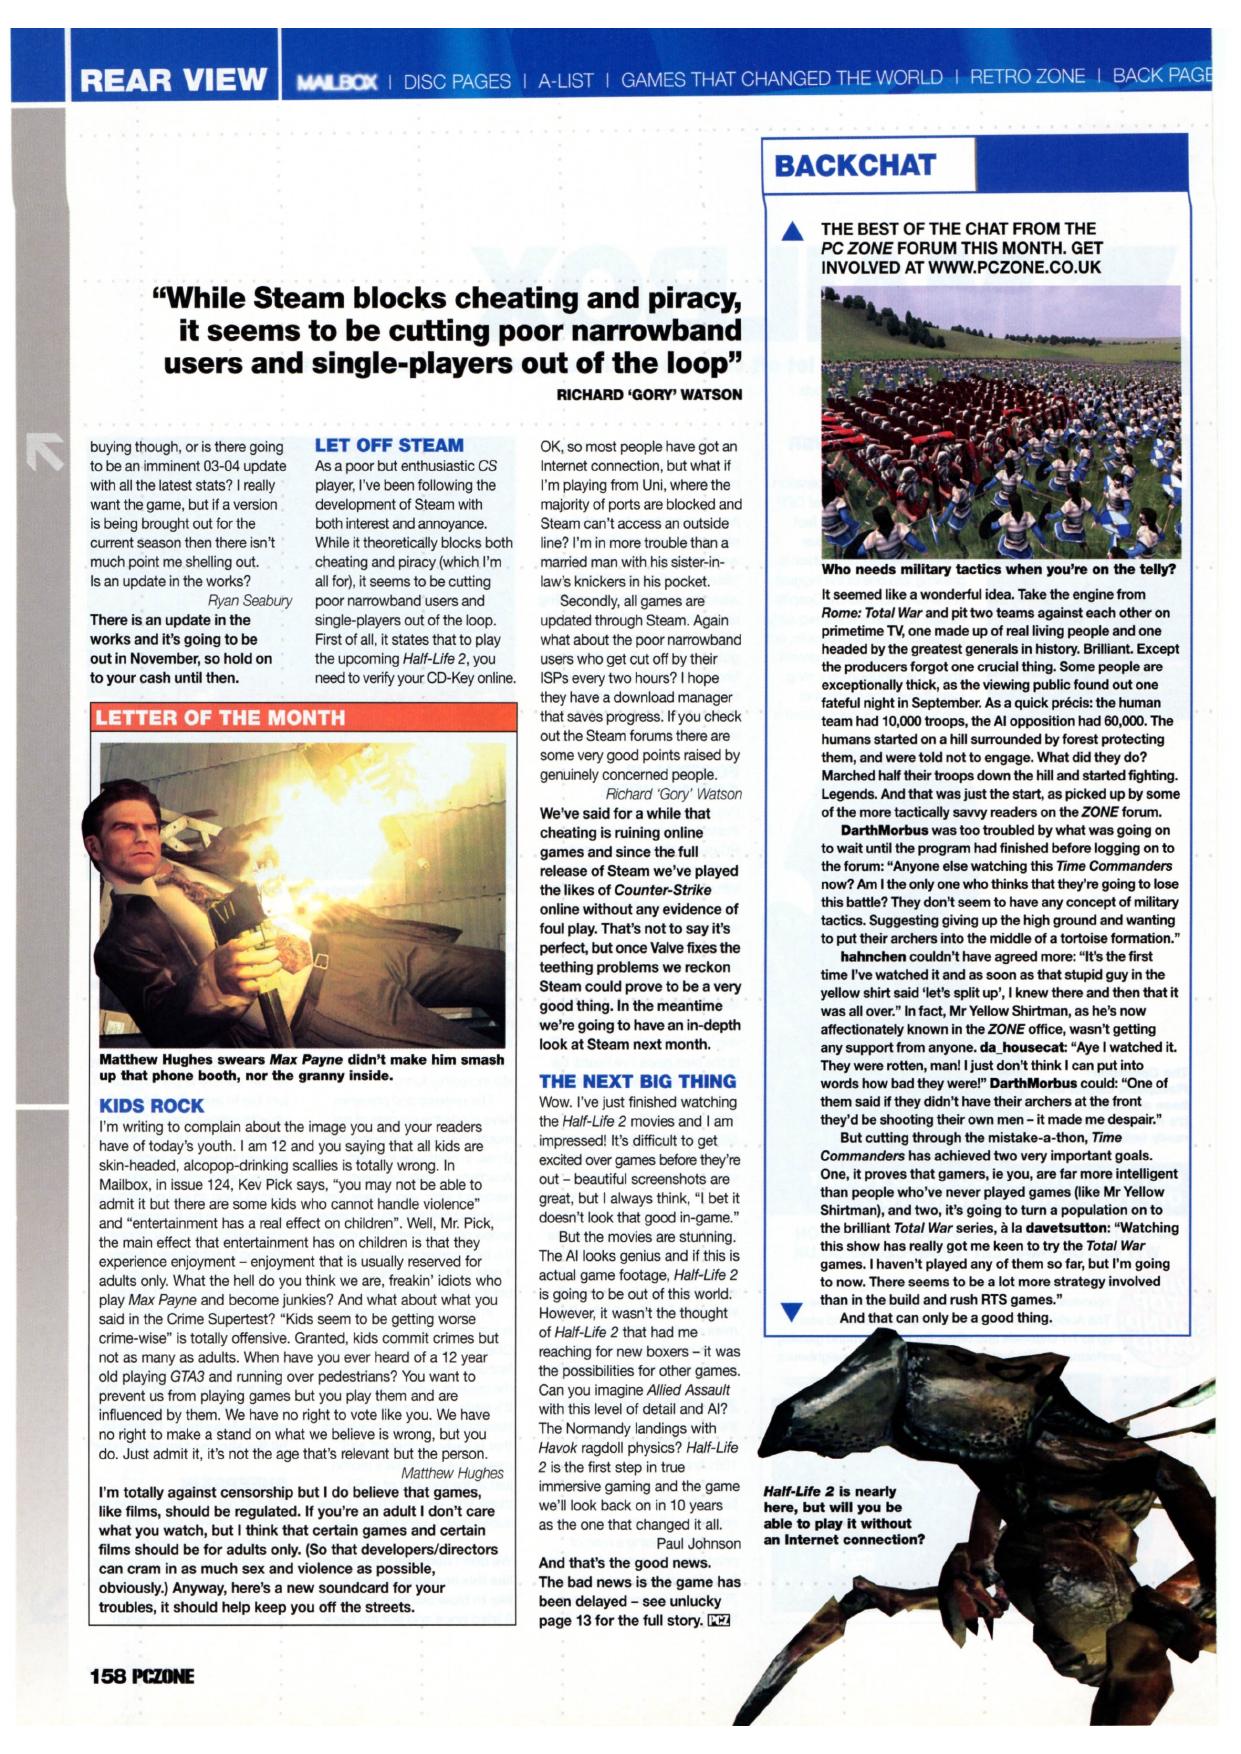 REAR VIEW
MAILBOX | DISC PAGES | A-LIST | GAMES THAT CHANGED THE WORLD | RETRO ZONE | BACK PAGE
"While Steam blocks cheating and piracy,
it seems to be cutting poor narrowband
users and single-players out of the loop"
RICHARD 'GORY' WATSON
buying though, or is there going
to be an imminent 03-04 update
with all the latest stats? I really
want the game, but if a version
is being brought out for the
current season then there isn't
much point me shelling out.
Is an update in the works?
Ryan Seabury
There is an update in the
works and it's going to be
out in November, so hold on
to your cash until then.
LET OFF STEAM
As a poor but enthusiastic CS
player, I've been following the
development of Steam with
both interest and annoyance.
While it theoretically blocks both
cheating and piracy (which I'm
all for), it seems to be cutting
poor narrowband users and
single-players out of the loop.
First of all, it states that to play
the upcoming Half-Life 2, you
need to verify your CD-Key online.
OK, so most people have got an
Internet connection, but what if
I'm playing from Uni, where the
majority of ports are blocked and
Steam can't access an outside
line? I'm in more trouble than a
married man with his sister-in-
law's knickers in his pocket.
Secondly, all games are
updated through Steam. Again
what about the poor narrowband
users who get cut off by their
ISPs every two hours? I hope
they have a download manager
that saves progress. If you check
out the Steam forums there are
some very good points raised by
genuinely concerned people.
Richard 'Gory' Watson
We've said for a while that
cheating is ruining online
games and since the full
release of Steam we've played
the likes of Counter-Strike
online without any evidence of
foul play. That's not to say it's
perfect, but once Valve fixes the
teething problems we reckon
Steam could prove to be a very
good thing. In the meantime
we're going to have an in-depth
look at Steam next month.
THE NEXT BIG THING
Wow. I've just finished watching
the Half-Life 2 movies and I am
impressed! It's difficult to get
excited over games before they're
out – beautiful screenshots are
great, but I always think, "I bet it
doesn't look that good in-game."
But the movies are stunning.
The AI looks genius and if this is
actual game footage, Half-Life 2
is going to be out of this world.
However, it wasn't the thought
of Half-Life 2 that had me
reaching for new boxers – it was
the possibilities for other games.
Can you imagine Allied Assault
with this level of detail and AI?
The Normandy landings with
Havok ragdoll physics? Half-Life
2 is the first step in true
immersive gaming and the game
we'll look back on in 10 years
as the one that changed it all.
Paul Johnson
And that's the good news.
The bad news is the game has
been delayed – see unlucky
page 13 for the full story. PCZ
LETTER OF THE MONTH
Matthew Hughes swears Max Payne didn't make him smash
up that phone booth, nor the granny inside.
KIDS ROCK
I'm writing to complain about the image you and your readers
have of today's youth. I am 12 and you saying that all kids are
skin-headed, alcopop-drinking scallies is totally wrong. In
Mailbox, in issue 124, Kev Pick says, "you may not be able to
admit it but there are some kids who cannot handle violence"
and "entertainment has a real effect on children". Well, Mr. Pick,
the main effect that entertainment has on children is that they
experience enjoyment – enjoyment that is usually reserved for
adults only. What the hell do you think we are, freakin' idiots who
play Max Payne and become junkies? And what about what you
said in the Crime Supertest? "Kids seem to be getting worse
crime-wise" is totally offensive. Granted, kids commit crimes but
not as many as adults. When have you ever heard of a 12 year
old playing GTA3 and running over pedestrians? You want to
prevent us from playing games but you play them and are
influenced by them. We have no right to vote like you. We have
no right to make a stand on what we believe is wrong, but you
do. Just admit it, it's not the age that's relevant but the person.
Matthew Hughes
I'm totally against censorship but I do believe that games,
like films, should be regulated. If you're an adult I don't care
what you watch, but I think that certain games and certain
films should be for adults only. (So that developers/directors
can cram in as much sex and violence as possible,
obviously.) Anyway, here's a new soundcard for your
troubles, it should help keep you off the streets.
BACKCHAT
THE BEST OF THE CHAT FROM THE
PC ZONE FORUM THIS MONTH. GET
INVOLVED AT WWW.PCZONE.CO.UK
Who needs military tactics when you're on the telly?
It seemed like a wonderful idea. Take the engine from
Rome: Total War and pit two teams against each other on
primetime TV, one made up of real living people and one
headed by the greatest generals in history. Brilliant. Except
the producers forgot one crucial thing. Some people are
exceptionally thick, as the viewing public found out one
fateful night in September. As a quick précis: the human
team had 10,000 troops, the AI opposition had 60,000. The
humans started on a hill surrounded by forest protecting
them, and were told not to engage. What did they do?
Marched half their troops down the hill and started fighting.
Legends. And that was just the start, as picked up by some
of the more tactically savvy readers on the ZONE forum.
DarthMorbus was too troubled by what was going on
to wait until the program had finished before logging on to
the forum: "Anyone else watching this Time Commanders
now? Am I the only one who thinks that they're going to lose
this battle? They don't seem to have any concept of military
tactics. Suggesting giving up the high ground and wanting
to put their archers into the middle of a tortoise formation."
hahnchen couldn't have agreed more: "It's the first
time I've watched it and as soon as that stupid guy in the
yellow shirt said 'let's split up', I knew there and then that it
was all over." In fact, Mr Yellow Shirtman, as he's now
affectionately known in the ZONE office, wasn't getting
any support from anyone. da_housecat: "Aye I watched it.
They were rotten, man! I just don't think I can put into
words how bad they were!" DarthMorbus could: "One of
them said if they didn't have their archers at the front
they'd be shooting their own men – it made me despair."
But cutting through the mistake-a-thon, Time
Commanders has achieved two very important goals.
One, it proves that gamers, ie you, are far more intelligent
than people who've never played games (like Mr Yellow
Shirtman), and two, it's going to turn a population on to
the brilliant Total War series, à la davetsutton: "Watching
this show has really got me keen to try the Total War
games. I haven't played any of them so far, but I'm going
to now. There seems to be a lot more strategy involved
than in the build and rush RTS games."
And that can only be a good thing.
Half-Life 2 is nearly
here, but will you be
able to play it without
an Internet connection?
158 PCZONE